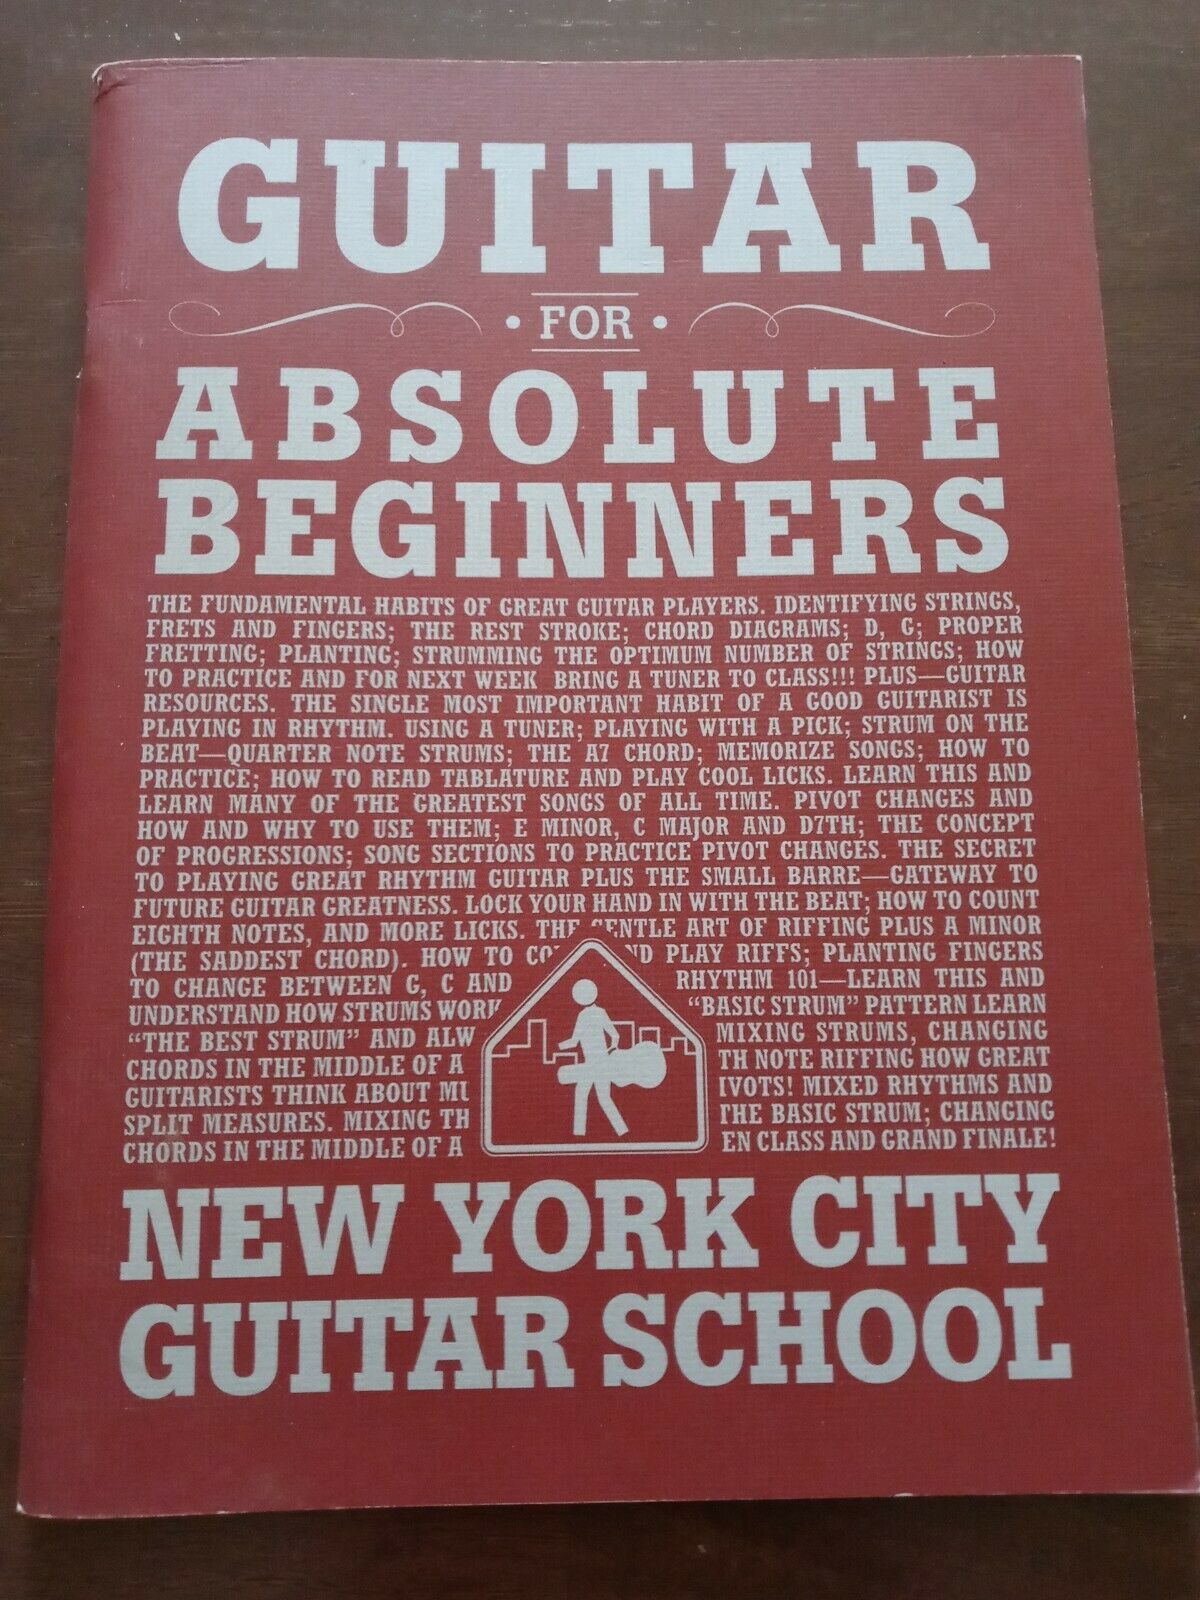 GUITAR
• FOR •
ABSOLUTE
BEGINNERS
THE FUNDAMENTAL HABITS OF GREAT GUITAR PLAYERS. IDENTIFYING STRINGS,
FRETS AND FINGERS; THE REST STROKE; CHORD DIAGRAMS; D, G; PROPER
FRETTING; PLANTING; STRUMMING THE OPTIMUM NUMBER OF STRINGS; HOW
TO PRACTICE AND FOR NEXT WEEK BRING A TUNER TO CLASS!!! PLUS—GUITAR
RESOURCES. THE SINGLE MOST IMPORTANT HABIT OF A GOOD GUITARIST IS
PLAYING IN RHYTHM. USING A TUNER; PLAYING WITH A PICK; STRUM ON THE
BEAT—QUARTER NOTE STRUMS; THE A7 CHORD; MEMORIZE SONGS; HOW TO
PRACTICE; HOW TO READ TABLATURE AND PLAY COOL LICKS. LEARN THIS AND
LEARN MANY OF THE GREATEST SONGS OF ALL TIME. PIVOT CHANGES AND
HOW AND WHY TO USE THEM; E MINOR, C MAJOR AND D7TH; THE CONCEPT
OF PROGRESSIONS; SONG SECTIONS TO PRACTICE PIVOT CHANGES. THE SECRET
TO PLAYING GREAT RHYTHM GUITAR PLUS THE SMALL BARRE—GATEWAY TO
FUTURE GUITAR GREATNESS. LOCK YOUR HAND IN WITH THE BEAT; HOW TO COUNT
EIGHTH NOTES, AND MORE LICKS. THE GENTLE ART OF RIFFING PLUS A MINOR
(THE SADDEST CHORD). HOW TO CO ND PLAY RIFFS; PLANTING FINGERS
TO CHANGE BETWEEN G, C AND RHYTHM 101—LEARN THIS AND
UNDERSTAND HOW STRUMS WORK "BASIC STRUM" PATTERN LEARN
"THE BEST STRUM" AND ALW MIXING STRUMS, CHANGING
CHORDS IN THE MIDDLE OF A TH NOTE RIFFING HOW GREAT
GUITARISTS THINK ABOUT MU IVOTS! MIXED RHYTHMS AND
SPLIT MEASURES. MIXING TH THE BASIC STRUM; CHANGING
CHORDS IN THE MIDDLE OF A EN CLASS AND GRAND FINALE!
NEW YORK CITY
GUITAR SCHOOL